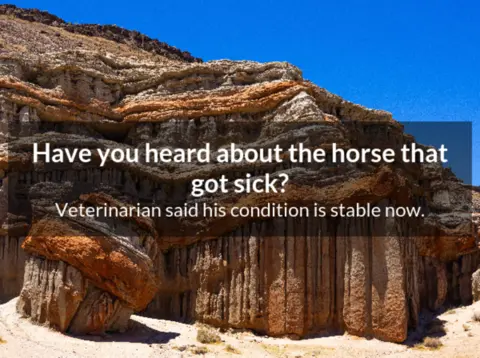 Have you heard about the horse that
got sick?
Veterinarian said his condition is stable now.